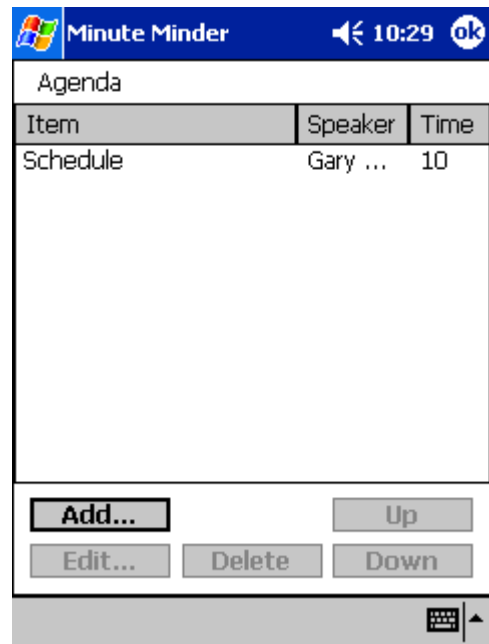 Minute Minder 10:29 ok
Agenda
Item Speaker Time
Schedule Gary ... 10
Add... Up
Edit... Delete Down